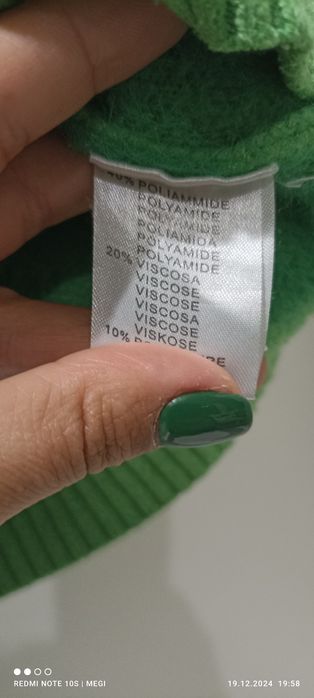 40% POLIAMMIDE
POLYAMIDE
POLYAMIDE
POLIAMIDA
POLYAMIDE
POLYAMIDE
20% VISCOSA
VISCOSE
VISCOSE
VISCOSA
VISCOSE
VISKOSE
10%
REDMI NOTE 10S | MEGI
19.12.2024 19:58